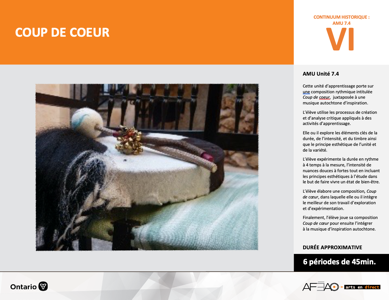 COUP DE COEUR
CONTINUUM HISTORIQUE :
AMU 7.4
VI
AMU Unité 7.4
Cette unité d'apprentissage porte sur
une composition rythmique intitulée
Coup de coeur, juxtaposée à une
musique autochtone d'inspiration.
L'élève utilise les processus de création
et d'analyse critique appliqués à des
activités d'apprentissage.
Elle ou il explore les éléments clés de la
durée, de l'intensité, et du timbre ainsi
que le principe esthétique de l'unité et
de la variété.
L'élève expérimente la durée en rythme
à 4 temps à la mesure, l'intensité de
nuances douces à fortes tout en incluant
les principes esthétiques à l'étude dans
le but de faire vivre un état de bien-être.
L'élève élabore une composition, Coup
de cœur, dans laquelle elle ou il intègre
le meilleur de son travail d'exploration
et d'expérimentation.
Finalement, l'élève joue sa composition
Coup de cœur pour ensuite l'intégrer
à la musique d'inspiration autochtone.
DURÉE APPROXIMATIVE
6 périodes de 45min.
Ontario
AFÉAO
arts en direct